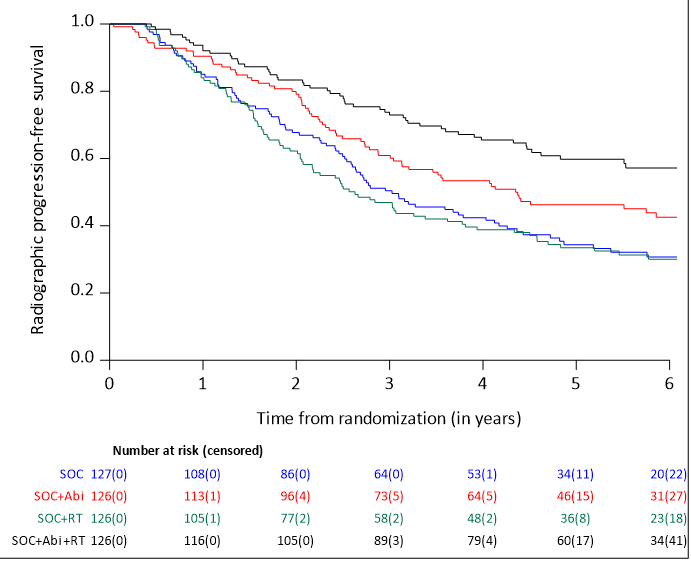 Radiographic progression-free survival
1.0
0.8
0.6
0.4
0.2
0.0
0 1 2 3 4 5 6
Time from randomization (in years)
Number at risk (censored)
SOC 127(0) 108(0) 86(0) 64(0) 53(1) 34(11) 20(22)
SOC+Abi 126(0) 113(1) 96(4) 73(5) 64(5) 46(15) 31(27)
SOC+RT 126(0) 105(1) 77(2) 58(2) 48(2) 36(8) 23(18)
SOC+Abi+RT 126(0) 116(0) 105(0) 89(3) 79(4) 60(17) 34(41)